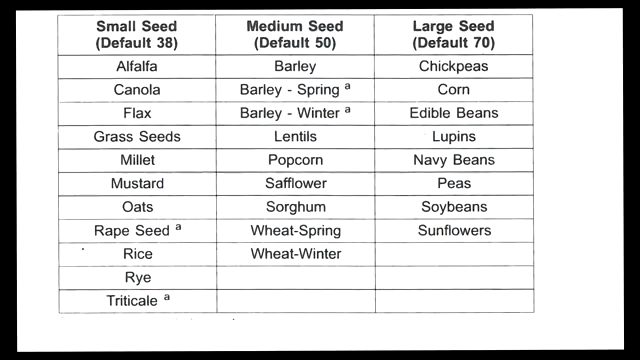 Small Seed (Default 38) Medium Seed (Default 50) Large Seed (Default 70)
Alfalfa Barley Chickpeas
Canola Barley - Spring a Corn
Flax Barley - Winter a Edible Beans
Grass Seeds Lentils Lupins
Millet Popcorn Navy Beans
Mustard Safflower Peas
Oats Sorghum Soybeans
Rape Seed a Wheat-Spring Sunflowers
Rice Wheat-Winter
Rye
Triticale a